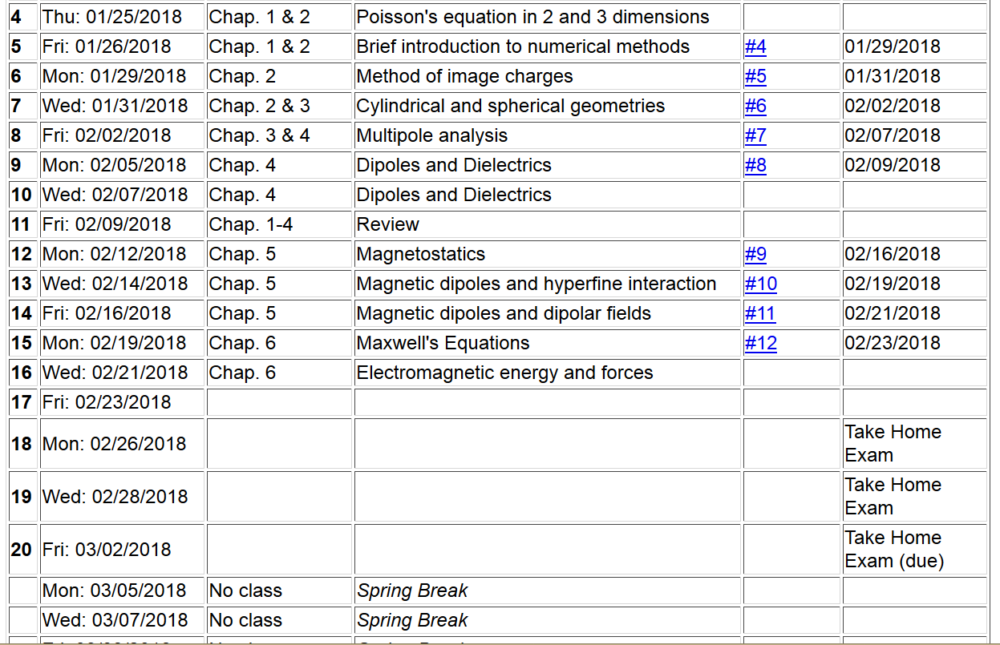 4 Thu: 01/25/2018 Chap. 1 & 2 Poisson's equation in 2 and 3 dimensions
5 Fri: 01/26/2018 Chap. 1 & 2 Brief introduction to numerical methods #4 01/29/2018
6 Mon: 01/29/2018 Chap. 2 Method of image charges #5 01/31/2018
7 Wed: 01/31/2018 Chap. 2 & 3 Cylindrical and spherical geometries #6 02/02/2018
8 Fri: 02/02/2018 Chap. 3 & 4 Multipole analysis #7 02/07/2018
9 Mon: 02/05/2018 Chap. 4 Dipoles and Dielectrics #8 02/09/2018
10 Wed: 02/07/2018 Chap. 4 Dipoles and Dielectrics
11 Fri: 02/09/2018 Chap. 1-4 Review
12 Mon: 02/12/2018 Chap. 5 Magnetostatics #9 02/16/2018
13 Wed: 02/14/2018 Chap. 5 Magnetic dipoles and hyperfine interaction #10 02/19/2018
14 Fri: 02/16/2018 Chap. 5 Magnetic dipoles and dipolar fields #11 02/21/2018
15 Mon: 02/19/2018 Chap. 6 Maxwell's Equations #12 02/23/2018
16 Wed: 02/21/2018 Chap. 6 Electromagnetic energy and forces
17 Fri: 02/23/2018
18 Mon: 02/26/2018 Take Home
Exam
19 Wed: 02/28/2018 Take Home
Exam
20 Fri: 03/02/2018 Take Home
Exam (due)
Mon: 03/05/2018 No class Spring Break
Wed: 03/07/2018 No class Spring Break